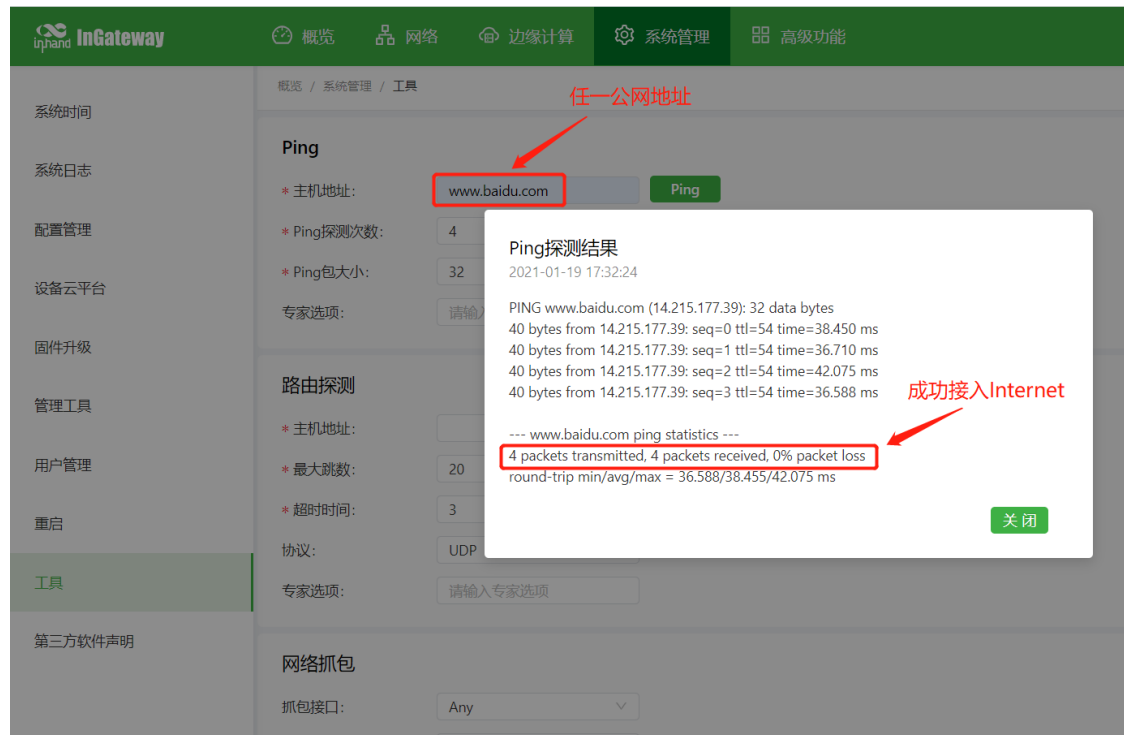 inhand InGateway
概览
网络
边缘计算
系统管理
高级功能
系统时间
系统日志
配置管理
设备云平台
固件升级
管理工具
用户管理
重启
工具
第三方软件声明
概览 / 系统管理 / 工具
任一公网地址
Ping
* 主机地址: www.baidu.com Ping
* Ping探测次数: 4
* Ping包大小: 32
专家选项: 请输
路由探测
* 主机地址:
* 最大跳数: 20
* 超时时间: 3
协议: UDP
专家选项: 请输入专家选项
网络抓包
抓包接口: Any
Ping探测结果
2021-01-19 17:32:24
PING www.baidu.com (14.215.177.39): 32 data bytes
40 bytes from 14.215.177.39: seq=0 ttl=54 time=38.450 ms
40 bytes from 14.215.177.39: seq=1 ttl=54 time=36.710 ms
40 bytes from 14.215.177.39: seq=2 ttl=54 time=42.075 ms
40 bytes from 14.215.177.39: seq=3 ttl=54 time=36.588 ms
成功接入Internet
--- www.baidu.com ping statistics ---
4 packets transmitted, 4 packets received, 0% packet loss
round-trip min/avg/max = 36.588/38.455/42.075 ms
关 闭